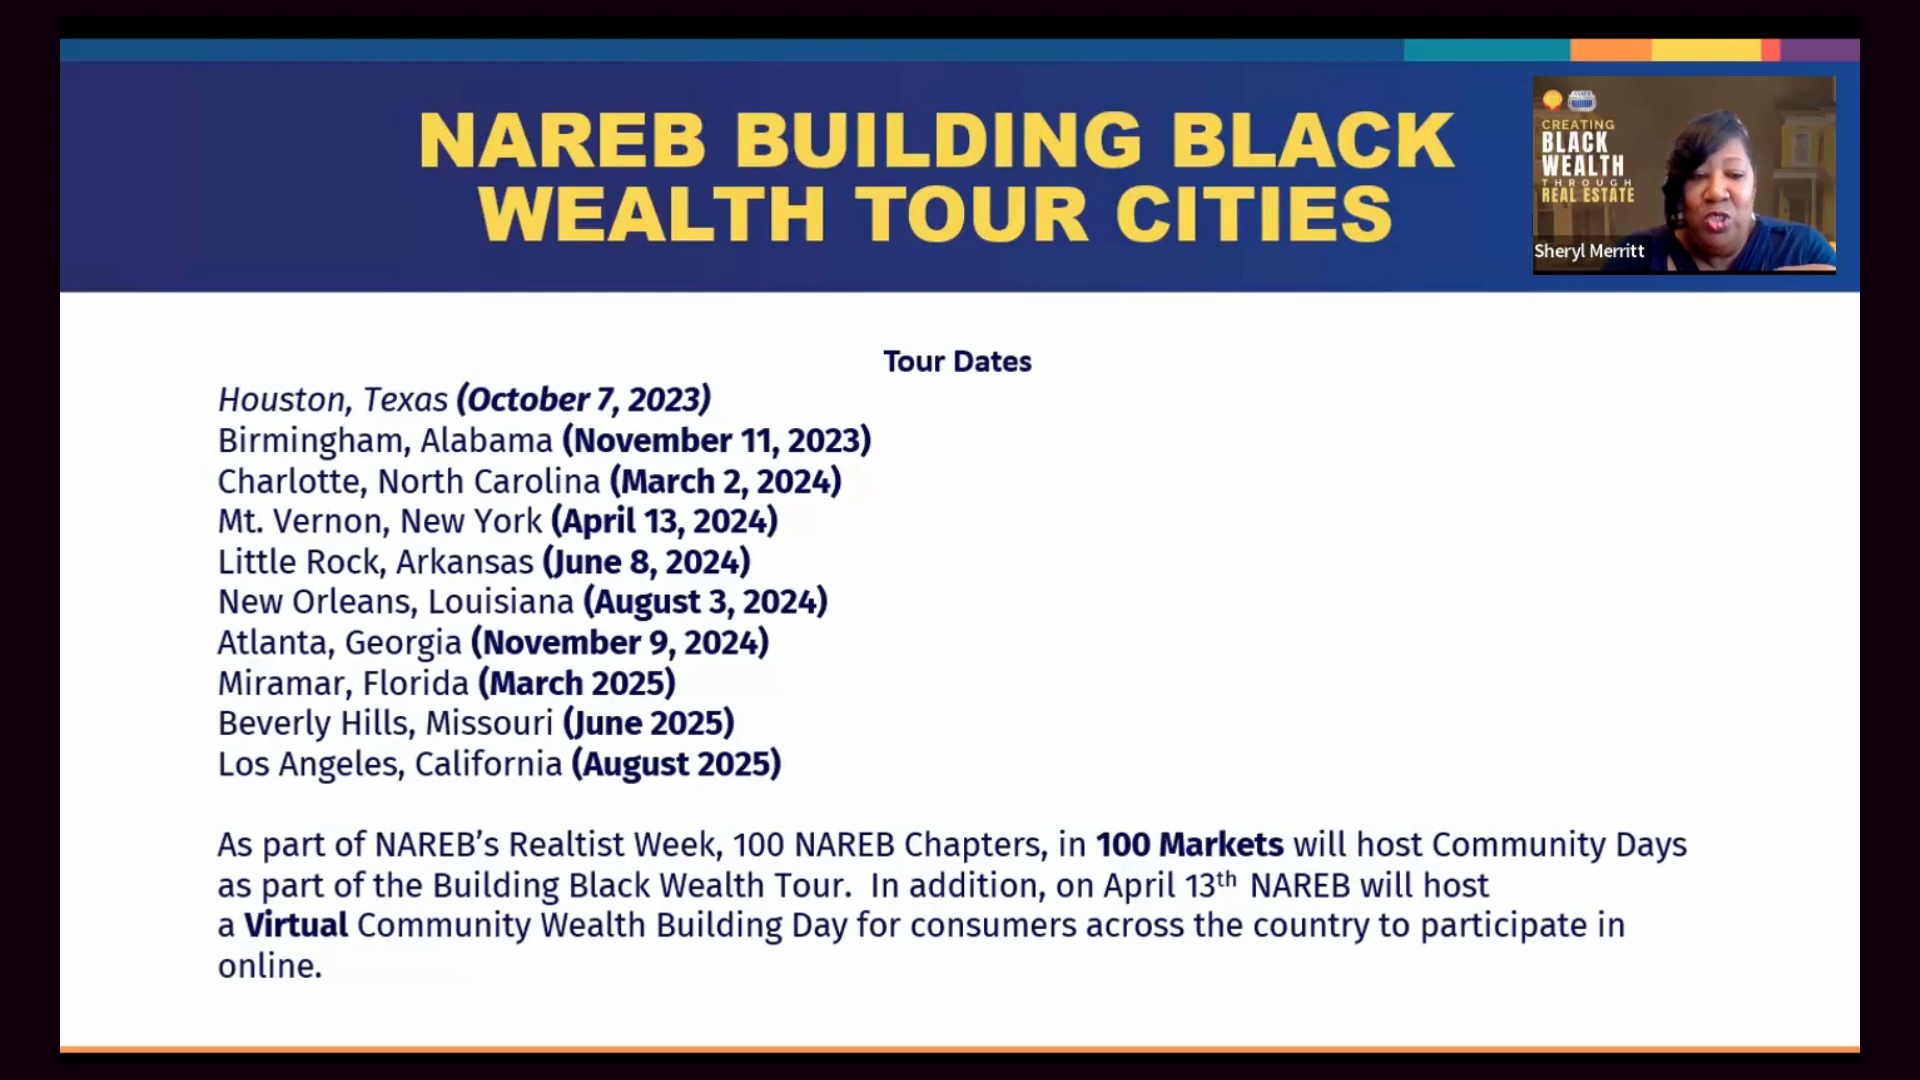 NAREB BUILDING BLACK
WEALTH TOUR CITIES
CREATING
BLACK
WEALTH
THROUGH
REAL ESTATE
Sheryl Merritt
Tour Dates
Houston, Texas (October 7, 2023)
Birmingham, Alabama (November 11, 2023)
Charlotte, North Carolina (March 2, 2024)
Mt. Vernon, New York (April 13, 2024)
Little Rock, Arkansas (June 8, 2024)
New Orleans, Louisiana (August 3, 2024)
Atlanta, Georgia (November 9, 2024)
Miramar, Florida (March 2025)
Beverly Hills, Missouri (June 2025)
Los Angeles, California (August 2025)
As part of NAREB’s Realtist Week, 100 NAREB Chapters, in 100 Markets will host Community Days
as part of the Building Black Wealth Tour.  In addition, on April 13th NAREB will host
a Virtual Community Wealth Building Day for consumers across the country to participate in
online.